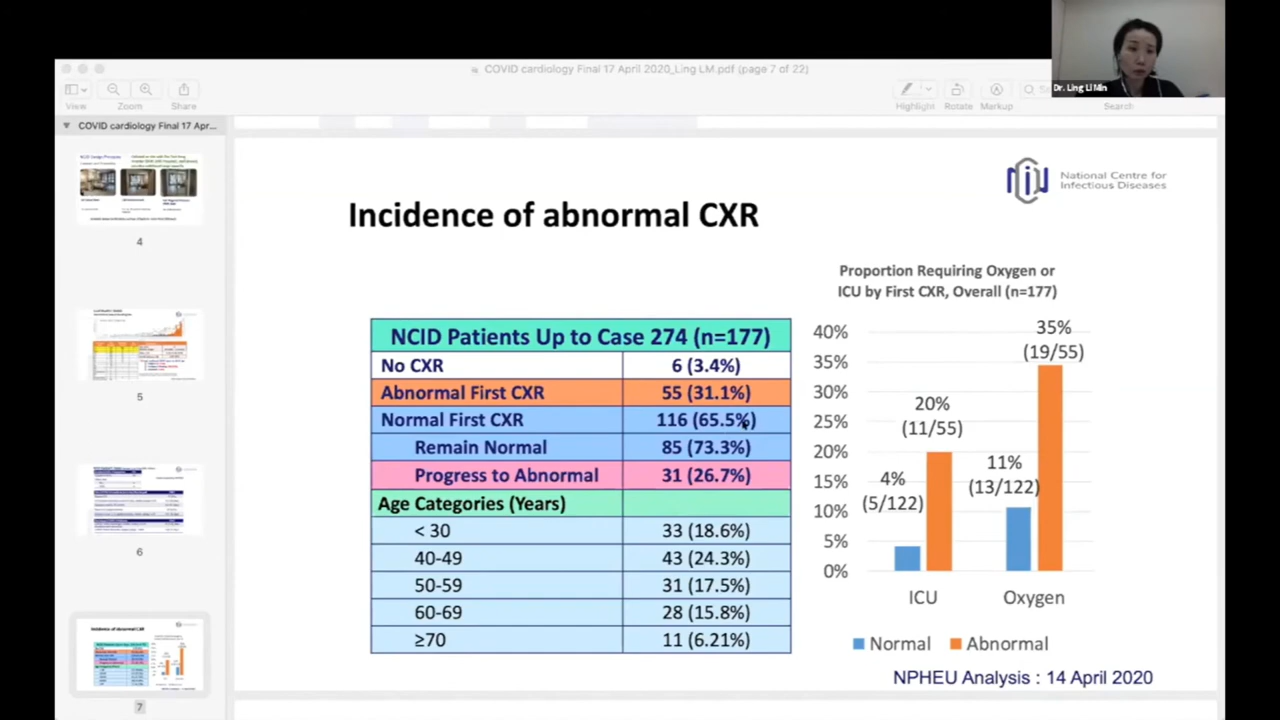 COVID cardiology Final 17 April 2020_Ling LM.pdf (page 7 of 22)
Dr. Ling Li Min
View
Zoom
Share
Highlight
Rotate
Markup
Search
COVID cardiology Final 17 Apr...
4
5
6
7
National Centre for
Infectious Diseases
Incidence of abnormal CXR
NCID Patients Up to Case 274 (n=177)
No CXR 6 (3.4%)
Abnormal First CXR 55 (31.1%)
Normal First CXR 116 (65.5%)
Remain Normal 85 (73.3%)
Progress to Abnormal 31 (26.7%)
Age Categories (Years)
< 30 33 (18.6%)
40-49 43 (24.3%)
50-59 31 (17.5%)
60-69 28 (15.8%)
≥70 11 (6.21%)
Proportion Requiring Oxygen or
ICU by First CXR, Overall (n=177)
40%
35%
30%
25%
20%
15%
10%
5%
0%
4%
(5/122)
20%
(11/55)
11%
(13/122)
35%
(19/55)
ICU
Oxygen
Normal
Abnormal
NPHEU Analysis : 14 April 2020